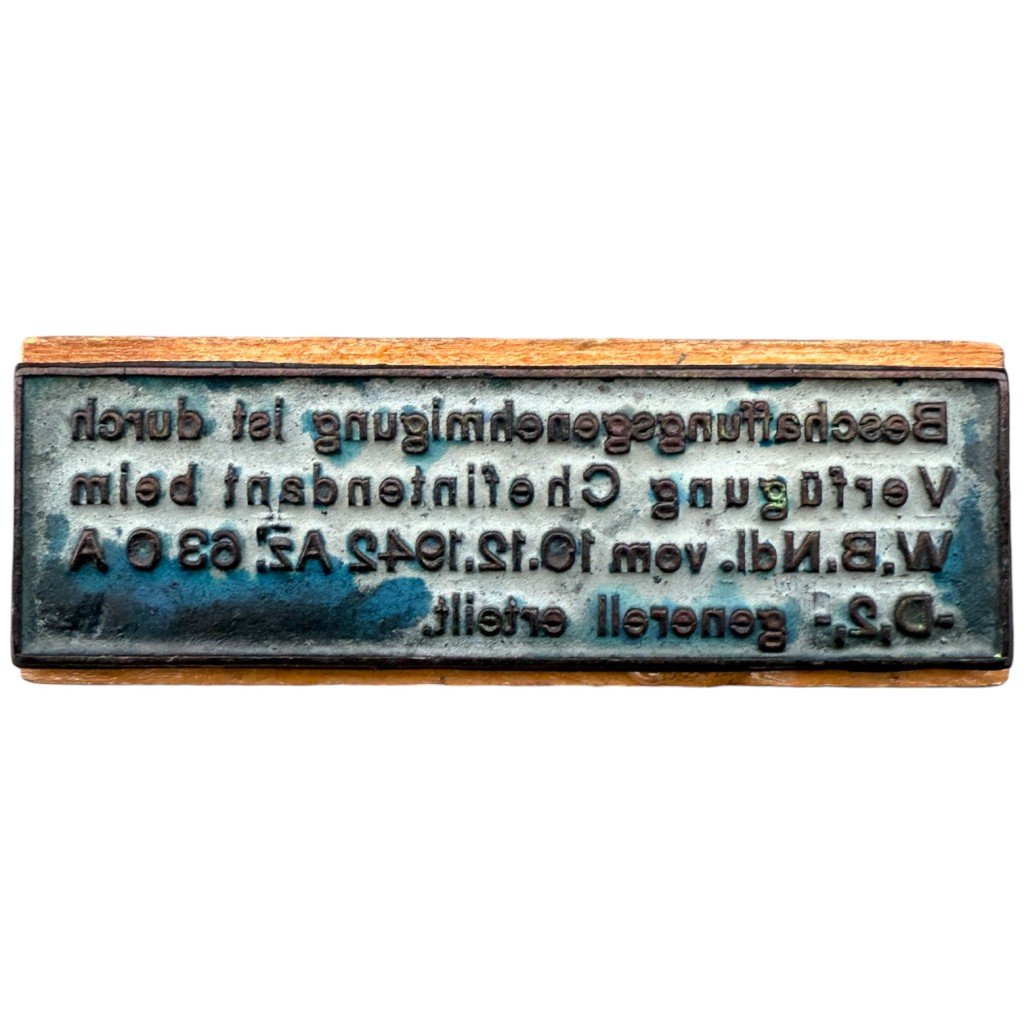 Beschaffungsgenehmigung ist durch
Verfügung Chefintendant beim
W.B.Ndl. vom 10.12.1942 AZ. 63 O A
-D,2,- generell erteilt.